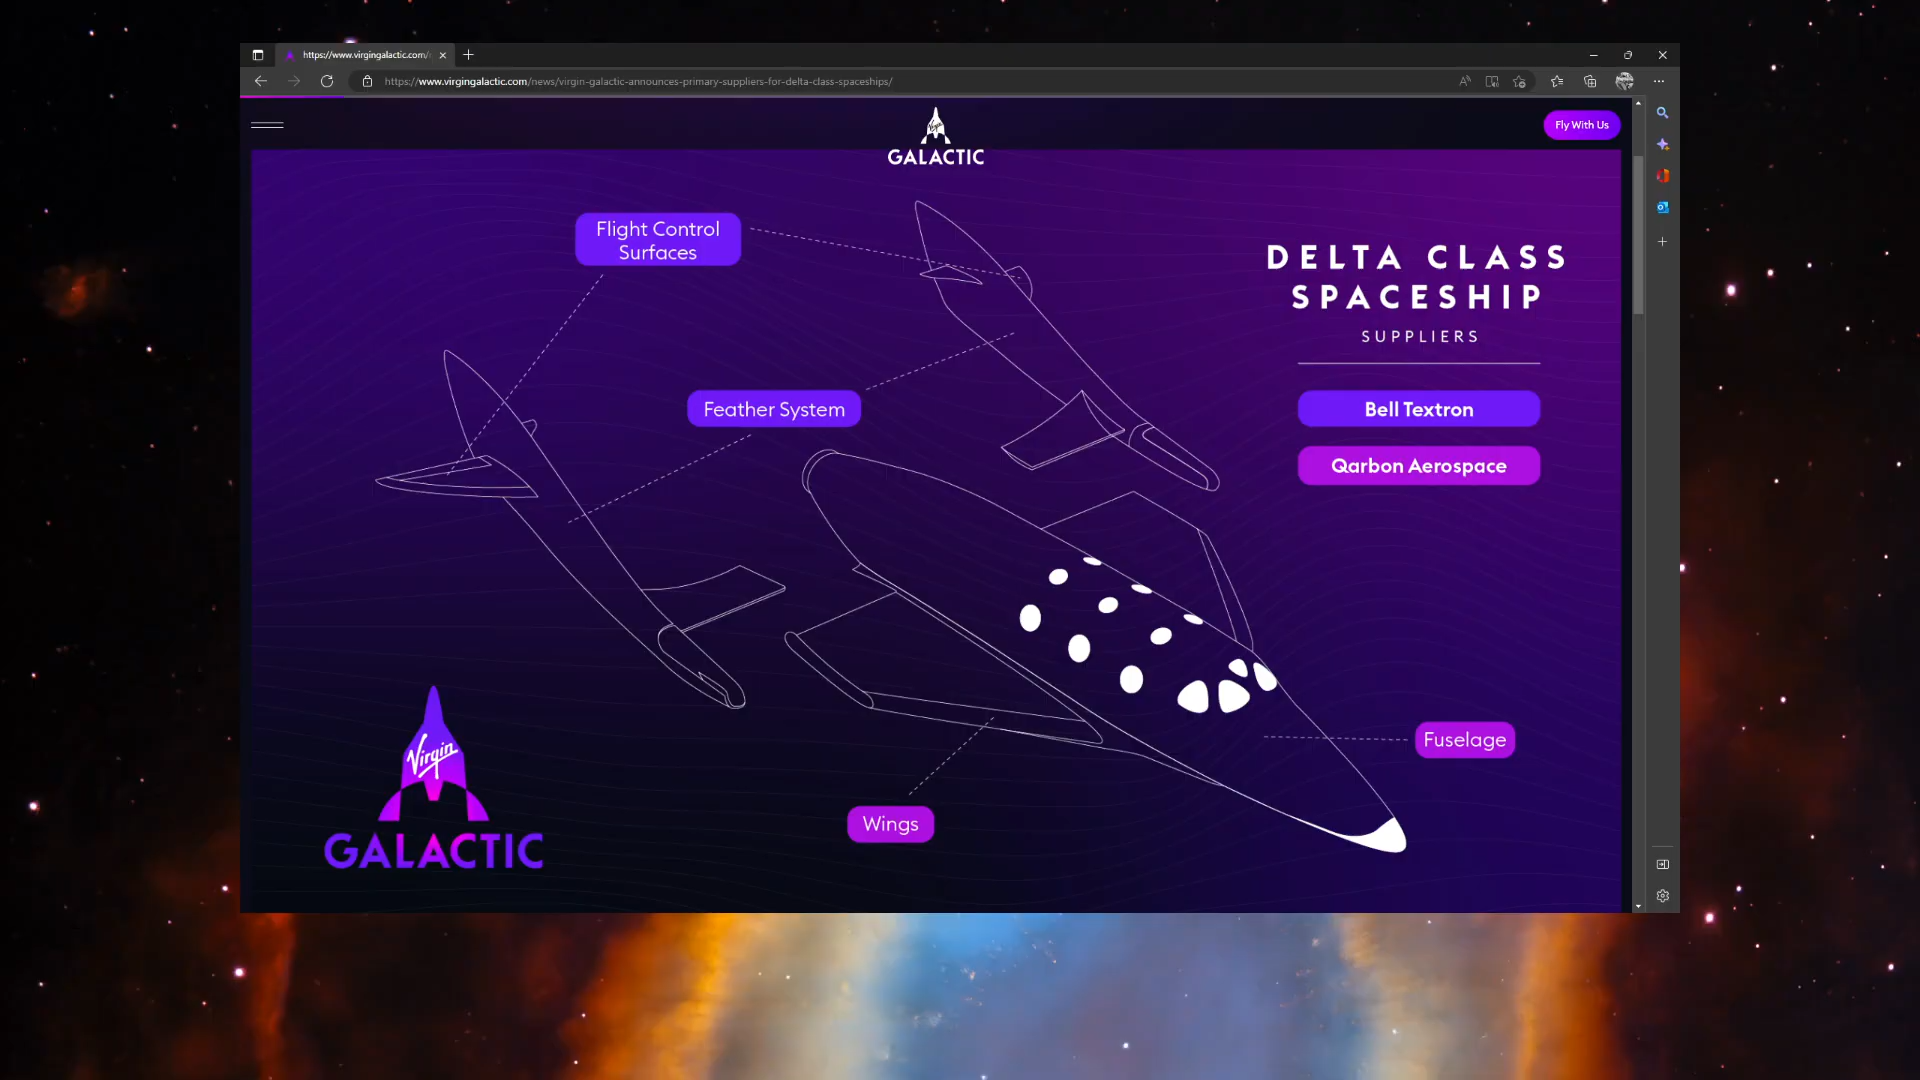 https://www.virgingalactic.com/
https://www.virgingalactic.com/news/virgin-galactic-announces-primary-suppliers-for-delta-class-spaceships/
Virgin
GALACTIC
Fly With Us
Flight Control
Surfaces
DELTA CLASS
SPACESHIP
SUPPLIERS
Feather System
Bell Textron
Qarbon Aerospace
Fuselage
Wings
Virgin
GALACTIC